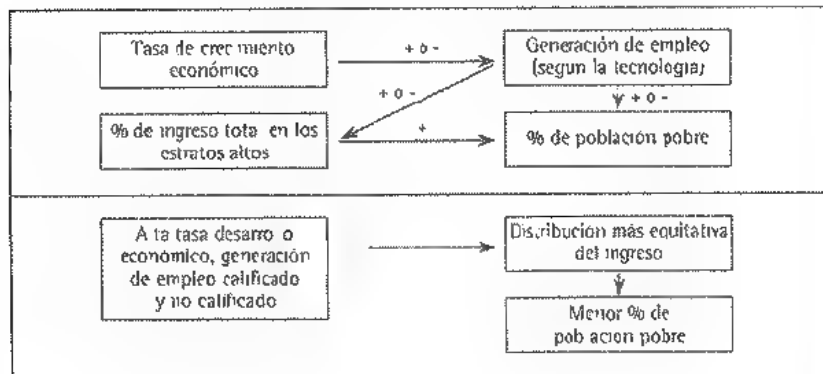 Tasa de crec miento
económico
+ o -
Generación de empleo
(segun la tecnologia)
+ o -
+ o -
% de ingreso tota en los
estratos altos
+
% de población pobre
A ta tasa desarro o
económico, generación
de empleo calificado
y no calificado
Distribución más equitativa
del ingreso
Menor % de
pob acion pobre